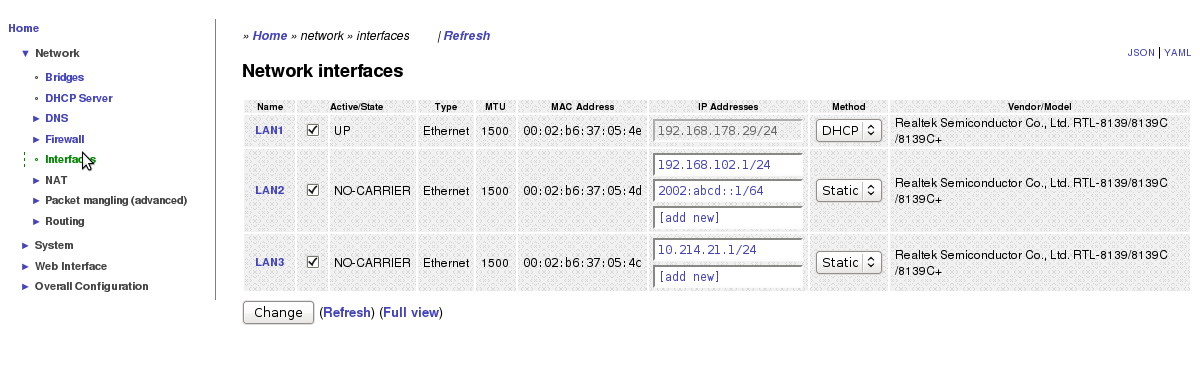 Home
Network
Bridges
DHCP Server
DNS
Firewall
Interfaces
NAT
Packet mangling (advanced)
Routing
System
Web Interface
Overall Configuration
» Home » network » interfaces | Refresh
JSON | YAML
Network interfaces
Name Active/State Type MTU MAC Address IP Addresses Method Vendor/Model
LAN1 UP Ethernet 1500 00:02:b6:37:05:4e 192.168.178.29/24 DHCP Realtek Semiconductor Co., Ltd. RTL-8139/8139C
/8139C+
192.168.102.1/24
LAN2 NO-CARRIER Ethernet 1500 00:02:b6:37:05:4d 2002:abcd::1/64 Static Realtek Semiconductor Co., Ltd. RTL-8139/8139C
/8139C+
[add new]
10.214.21.1/24
LAN3 NO-CARRIER Ethernet 1500 00:02:b6:37:05:4c Static Realtek Semiconductor Co., Ltd. RTL-8139/8139C
/8139C+
[add new]
Change (Refresh) (Full view)